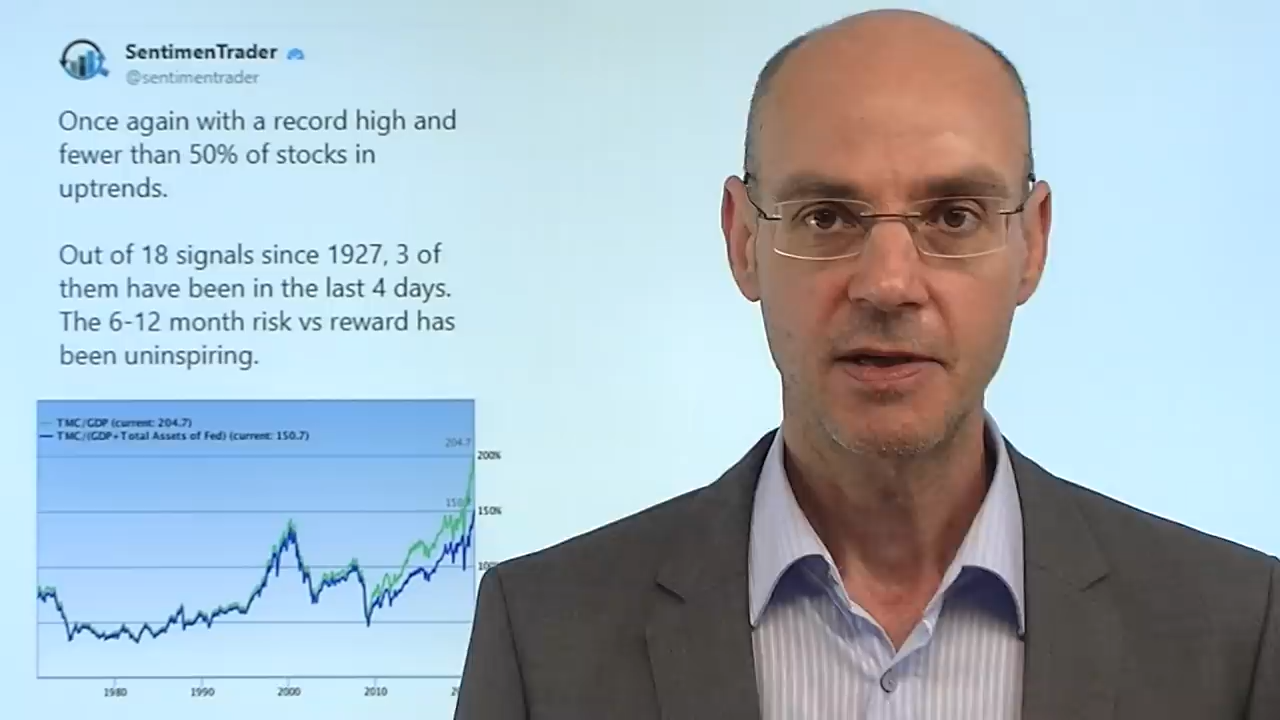 SentimenTrader
@sentimentrader
Once again with a record high and
fewer than 50% of stocks in
uptrends.
Out of 18 signals since 1927, 3 of
them have been in the last 4 days.
The 6-12 month risk vs reward has
been uninspiring.
TMC/GDP (current: 204.7)
TMC/(GDP+Total Assets of Fed) (current: 150.7)
204.7
200%
150%
1980
1990
2000
2010